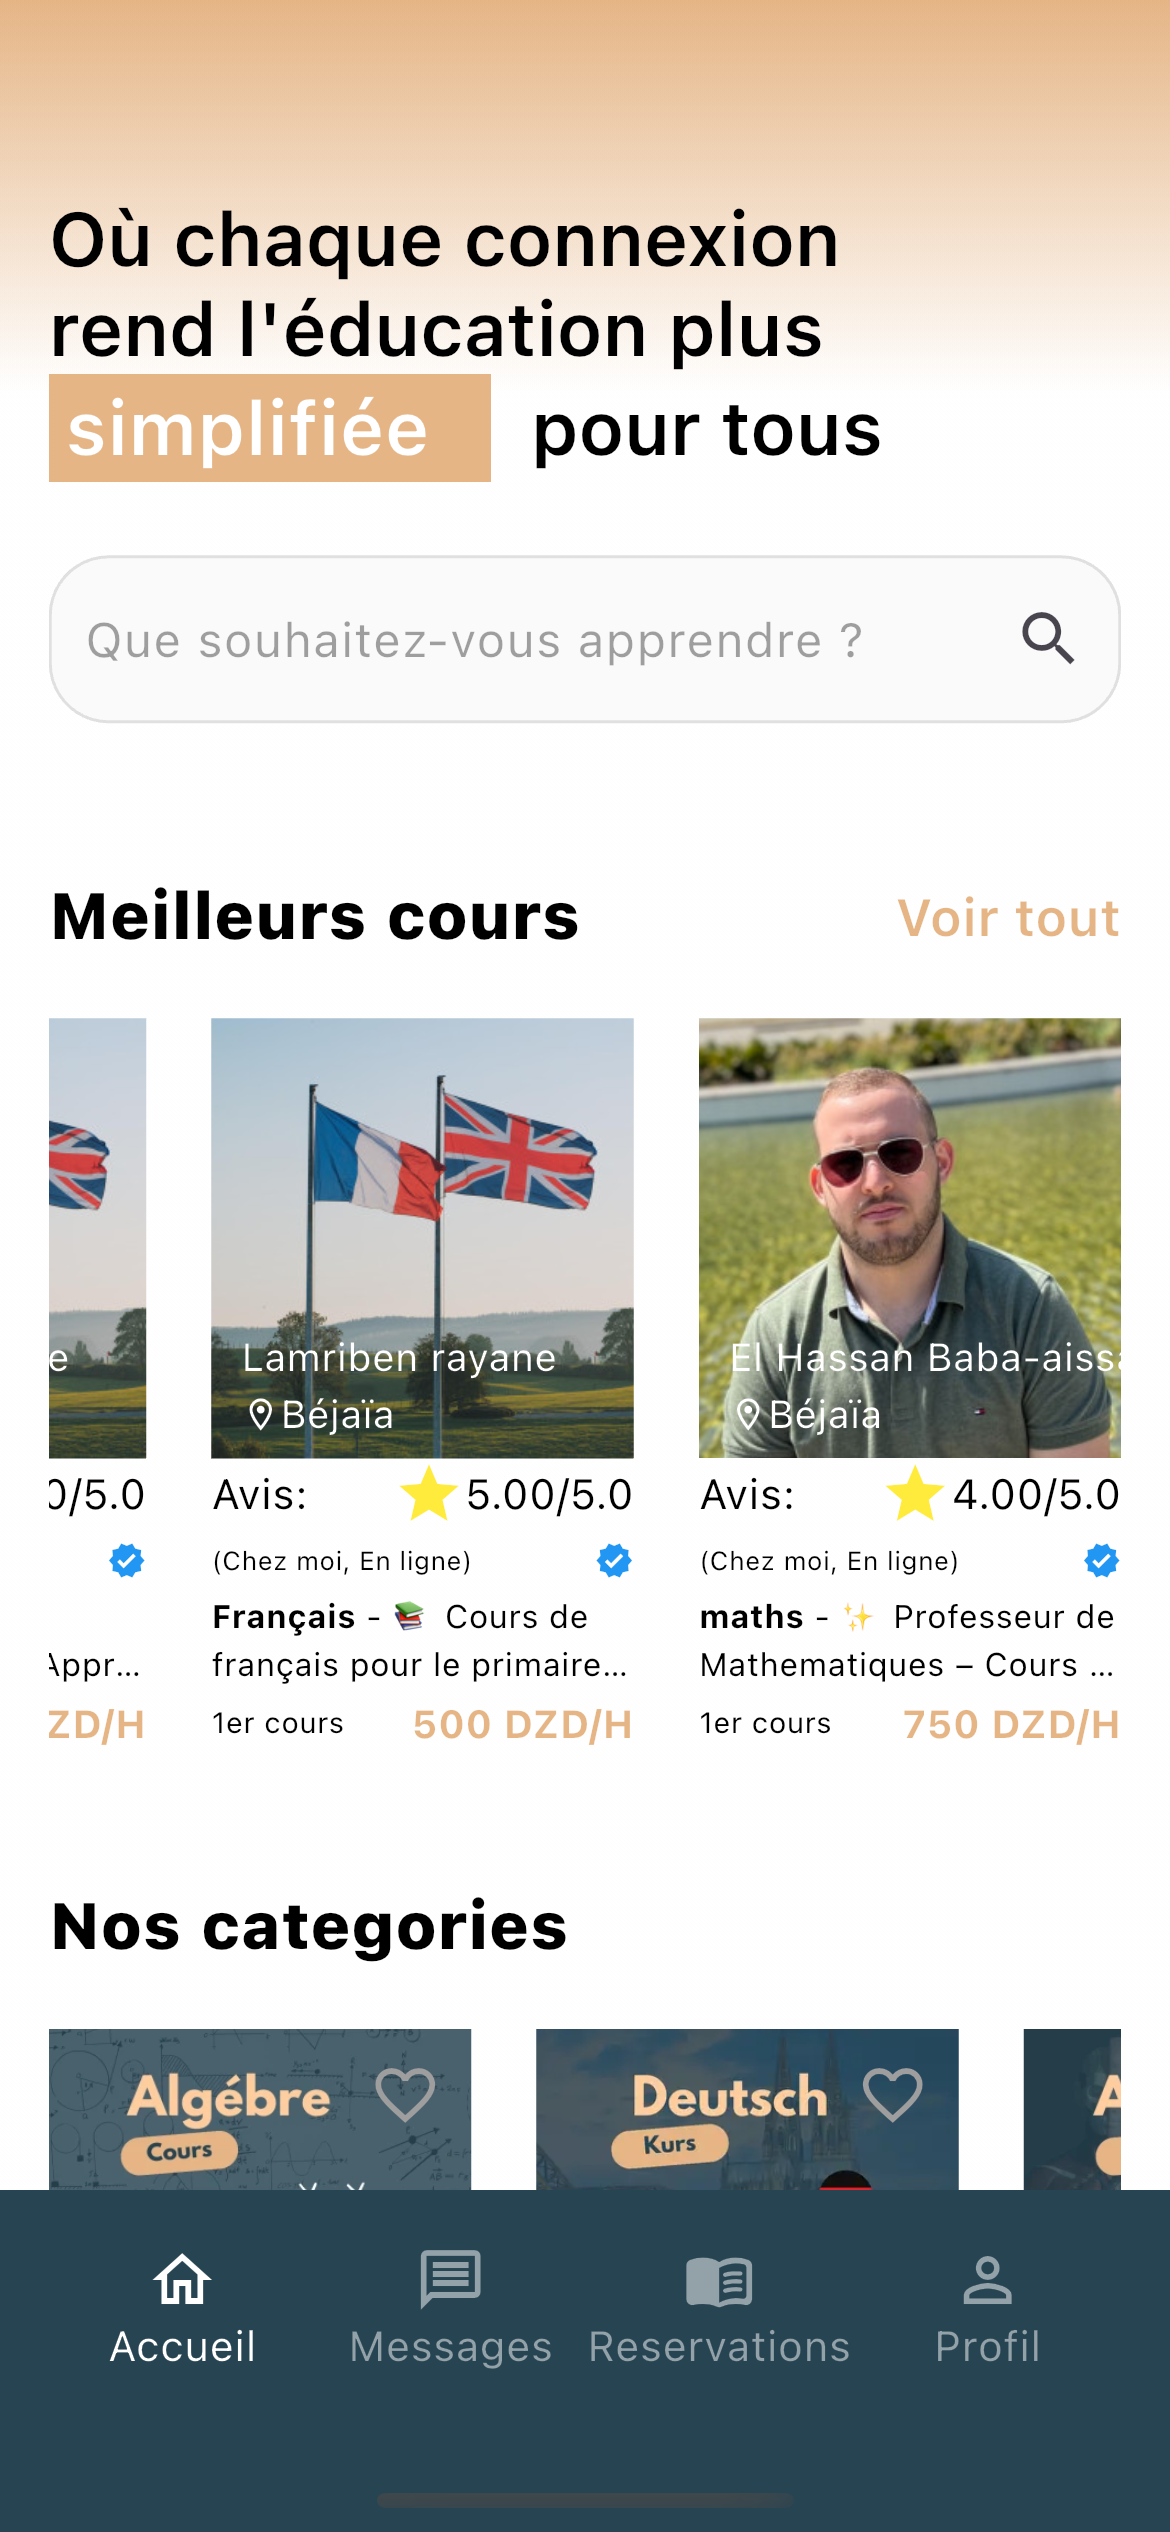 Où chaque connexion
rend l'éducation plus
simplifiée pour tous
Que souhaitez-vous apprendre ?
Meilleurs cours
Voir tout
e
Lamriben rayane
Béjaïa
El Hassan Baba-aissa
Béjaïa
0/5.0
Avis: 5.00/5.0
Avis: 4.00/5.0
(Chez moi, En ligne)
(Chez moi, En ligne)
Français - 📚 Cours de
français pour le primaire...
maths - ✨ Professeur de
Mathematiques – Cours ...
Appr...
ZD/H
1er cours 500 DZD/H
1er cours 750 DZD/H
Nos categories
Algébre
Cours
Deutsch
Kurs
A
Accueil
Messages
Reservations
Profil